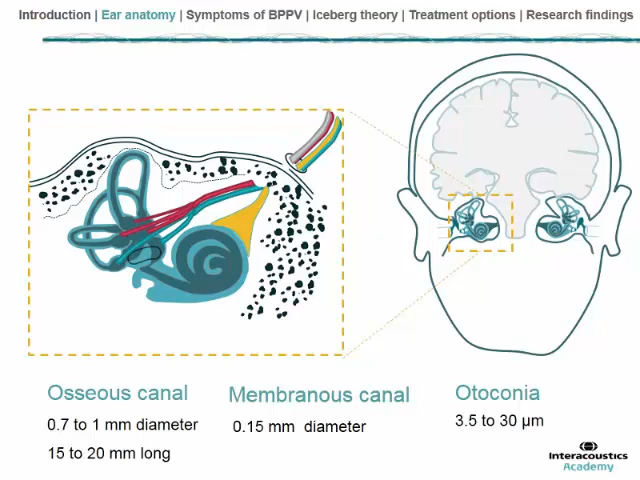 Introduction | Ear anatomy | Symptoms of BPPV | Iceberg theory | Treatment options | Research findings
Osseous canal
0.7 to 1 mm diameter
15 to 20 mm long
Membranous canal
0.15 mm diameter
Otoconia
3.5 to 30 µm
Interacoustics
Academy